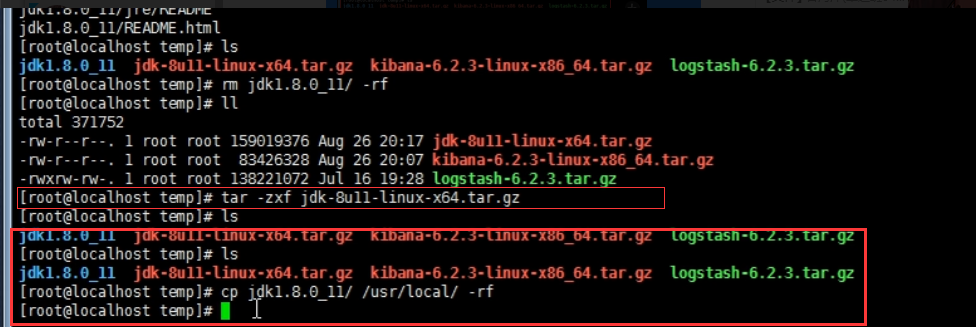 jdk1.8.0_11/jre/README
jdk1.8.0_11/README.html
[root@localhost temp]# ls
jdk1.8.0_11  jdk-8u11-linux-x64.tar.gz  kibana-6.2.3-linux-x86_64.tar.gz  logstash-6.2.3.tar.gz
[root@localhost temp]# rm jdk1.8.0_11/ -rf
[root@localhost temp]# ll
total 371752
-rw-r--r--. 1 root root 159019376 Aug 26 20:17 jdk-8u11-linux-x64.tar.gz
-rw-r--r--. 1 root root  83426328 Aug 26 20:07 kibana-6.2.3-linux-x86_64.tar.gz
-rwxrw-rw-. 1 root root 138221072 Jul 16 19:28 logstash-6.2.3.tar.gz
[root@localhost temp]# tar -zxf jdk-8u11-linux-x64.tar.gz
[root@localhost temp]# ls
jdk1.8.0_11  jdk-8u11-linux-x64.tar.gz  kibana-6.2.3-linux-x86_64.tar.gz  logstash-6.2.3.tar.gz
[root@localhost temp]# ls
jdk1.8.0_11  jdk-8u11-linux-x64.tar.gz  kibana-6.2.3-linux-x86_64.tar.gz  logstash-6.2.3.tar.gz
[root@localhost temp]# cp jdk1.8.0_11/ /usr/local/ -rf
[root@localhost temp]#